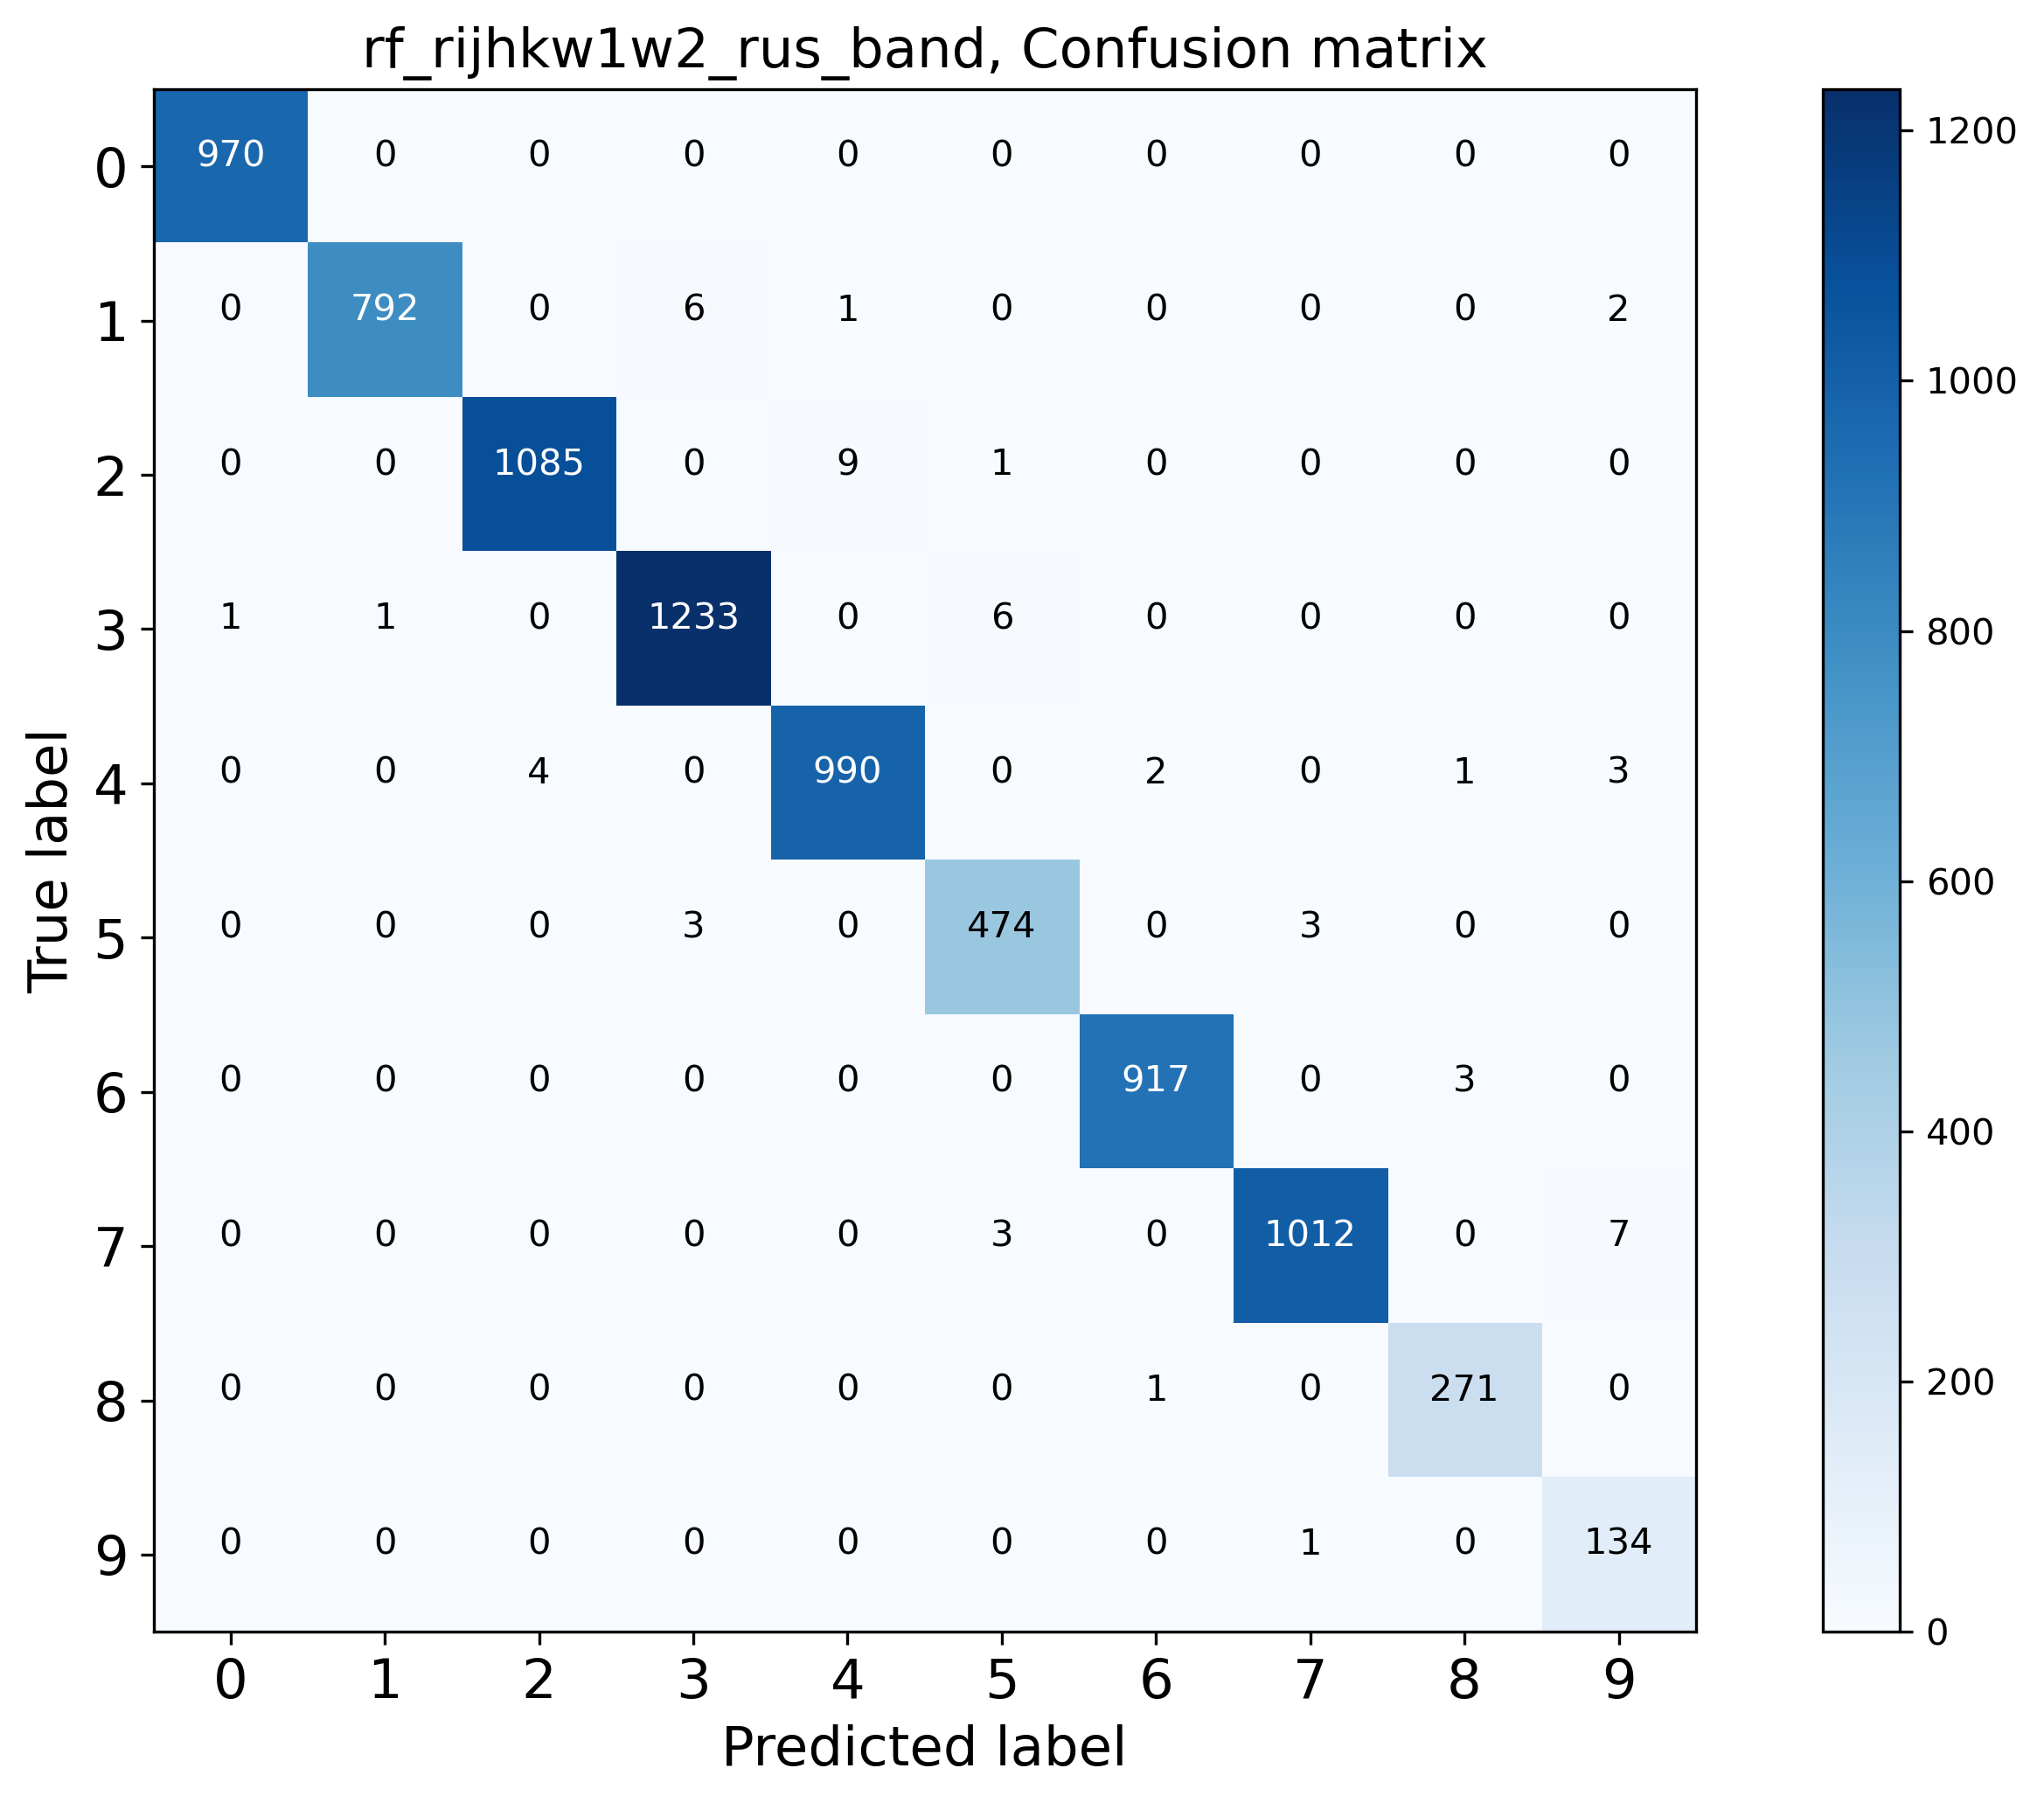 rf_rijhkw1w2_rus_band, Confusion matrix
0 970 0 0 0 0 0 0 0 0 0
1 0 792 0 6 1 0 0 0 0 2
2 0 0 1085 0 9 1 0 0 0 0
3 1 1 0 1233 0 6 0 0 0 0
4 0 0 4 0 990 0 2 0 1 3
5 0 0 0 3 0 474 0 3 0 0
6 0 0 0 0 0 0 917 0 3 0
7 0 0 0 0 0 3 0 1012 0 7
8 0 0 0 0 0 0 1 0 271 0
9 0 0 0 0 0 0 0 1 0 134
0 1 2 3 4 5 6 7 8 9
Predicted label
True label
1200
1000
800
600
400
200
0